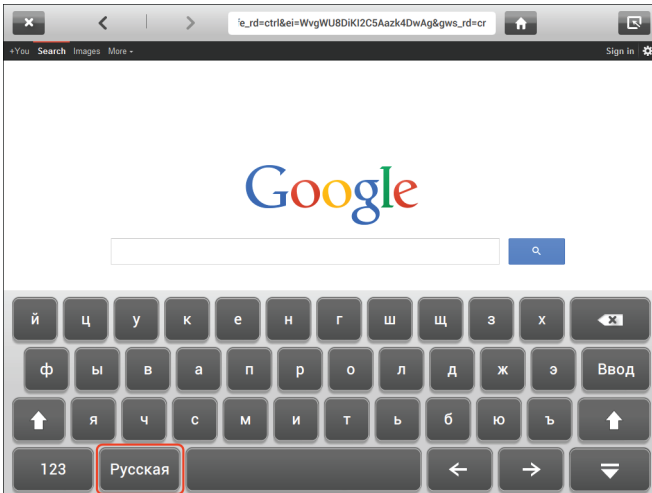 'e_rd=ctrl&ei=WvgWU8DiKI2C5Aazk4DwAg&gws_rd=cr
+You Search Images More Sign in
Google
й ц у к е н г ш щ з х
ф ы в а п р о л д ж э Ввод
я ч с м и т ь б ю ъ
123 Русская